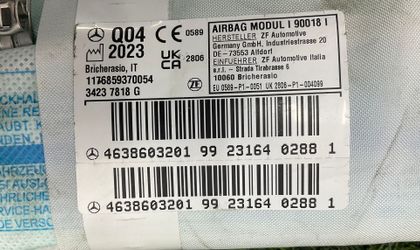 Q04 CE 0589
2023 UK CA 2806
Bricherasio, IT
1176859370054
3423 7818 G
AIRBAG MODUL | 90018 |
HERSTELLER ZF Automotive
Germany GmbH, Industriestrasse 20
DE-73553 Alfdorf
EINFUEHRER ZF Automotive Italia
s.r.l. - Strada Tirabrasse 6
10060 Bricherasio
ZF EU 0589-P1-0051 UK 2806-P1-004099
4638603201 99 23164 0288 1
4638603201 99 23164 0288 1